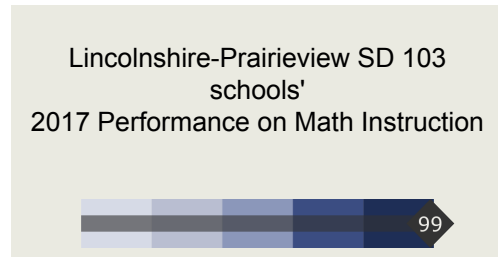 Lincolnshire-Prairieview SD 103
schools'
2017 Performance on Math Instruction
99